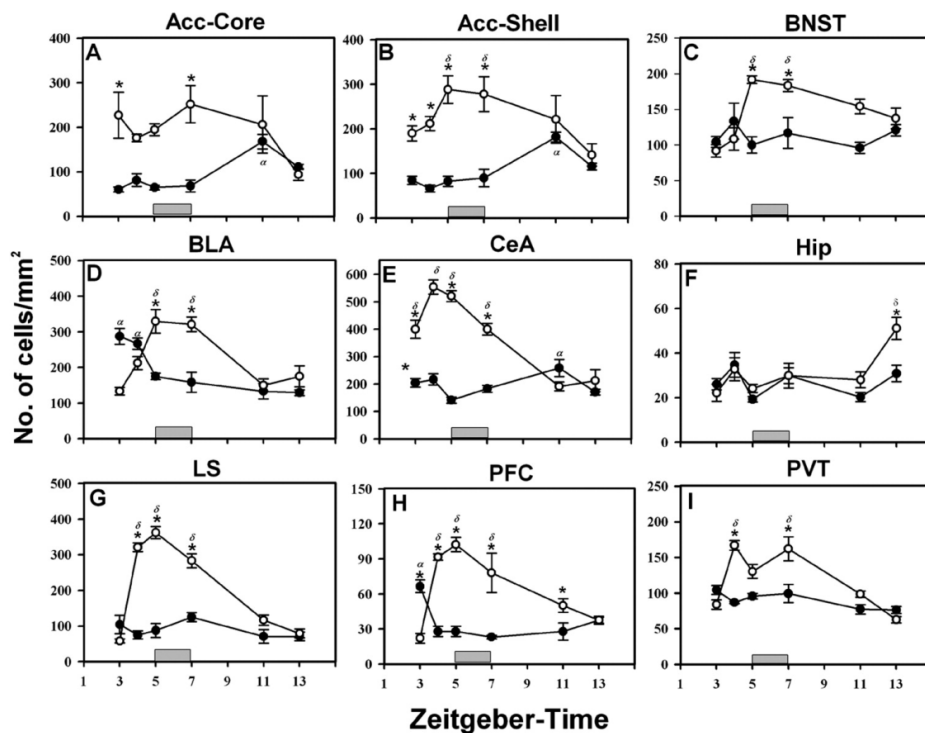 Acc-Core Acc-Shell BNST
A B C
400 400 250
300 300 200
200 200 150
100 100 100
0 0 50
0
* * * * δ * δ * δ * δ *
α α
BLA CeA Hip
D E F
500 600 80
400 500 60
300 400 40
200 300 20
100 200 0
0 100
0
α α δ * δ * δ * δ δ * δ * * α δ *
No. of cells/mm²
LS PFC PVT
G H I
500 150 250
400 120 200
300 90 150
200 60 100
100 30 50
0 0 0
δ * δ * δ * α * δ * δ * δ * * δ * δ *
1 3 5 7 9 11 13 1 3 5 7 9 11 13 1 3 5 7 9 11 13
Zeitgeber-Time